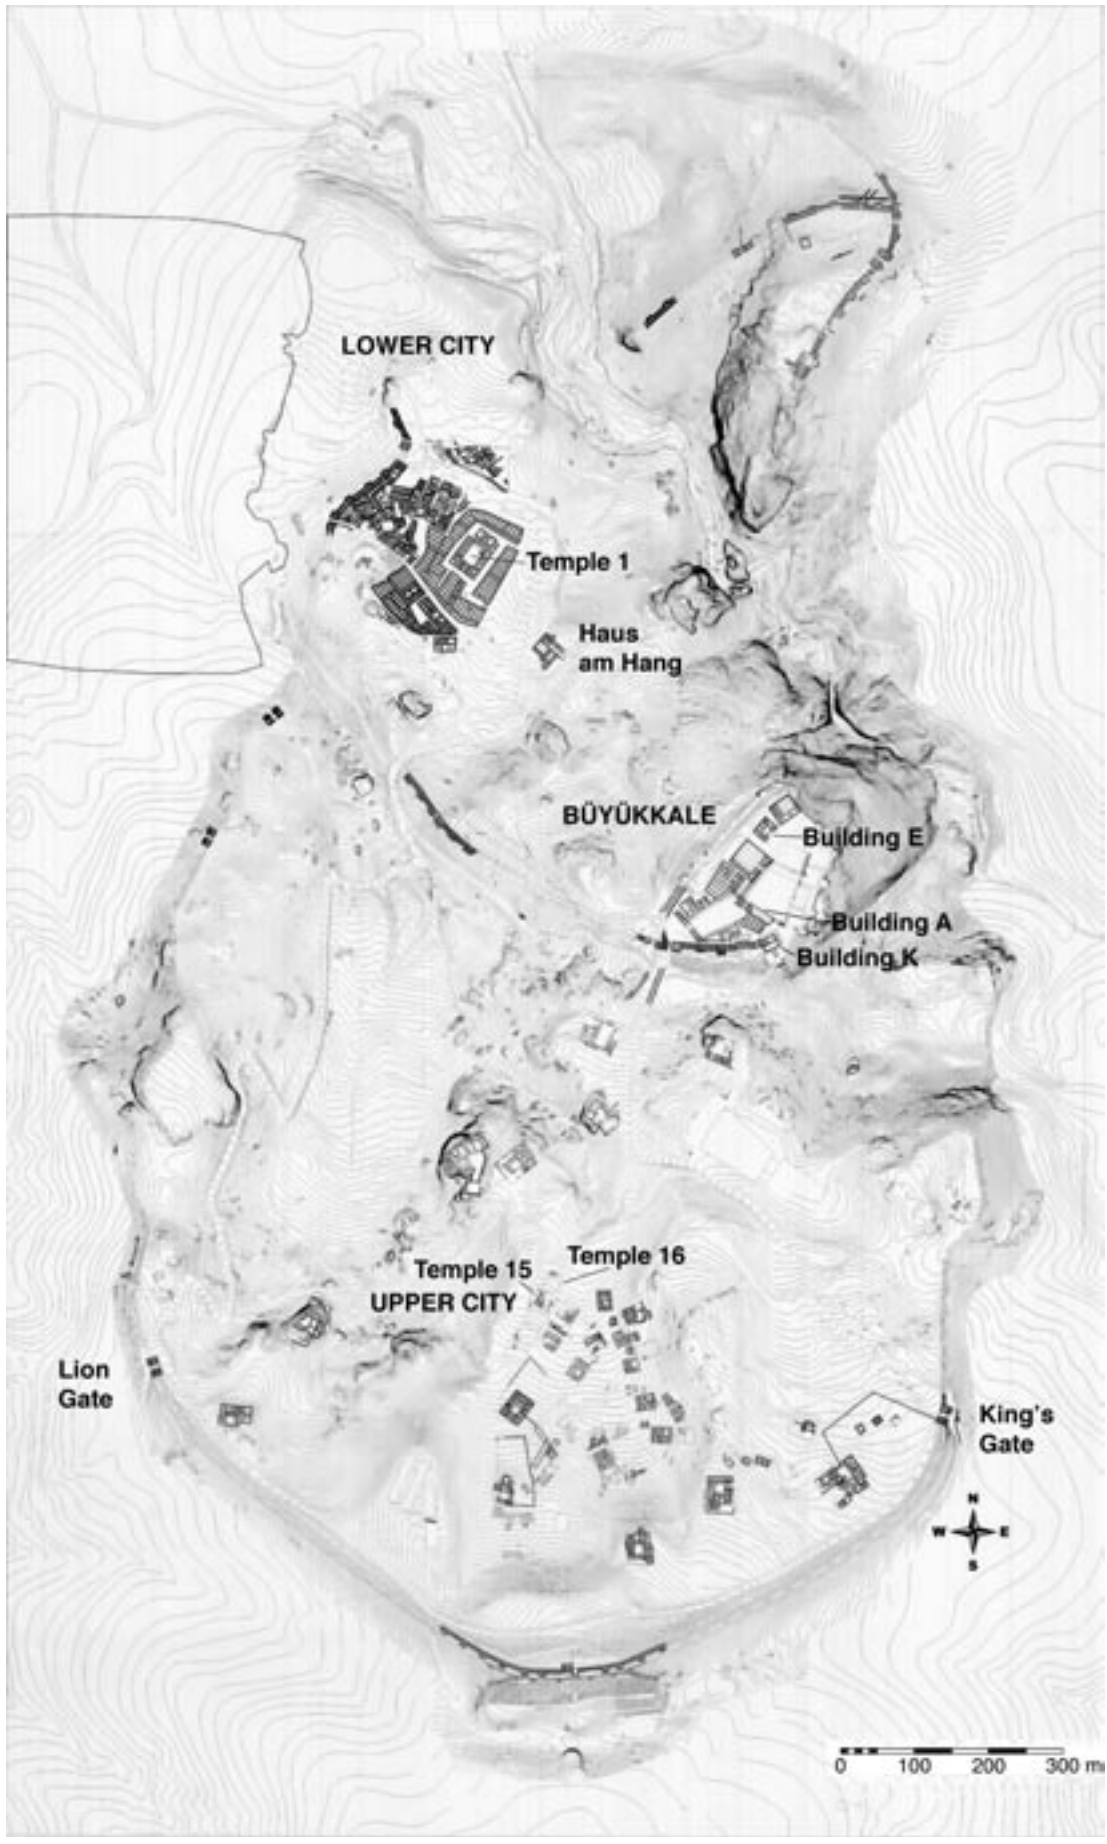 LOWER CITY
Temple 1
Haus
am Hang
BÜYÜKKALE
Building E
Building A
Building K
Temple 16
Temple 15
UPPER CITY
Lion
Gate
King's
Gate
N
W E
S
0 100 200 300 m